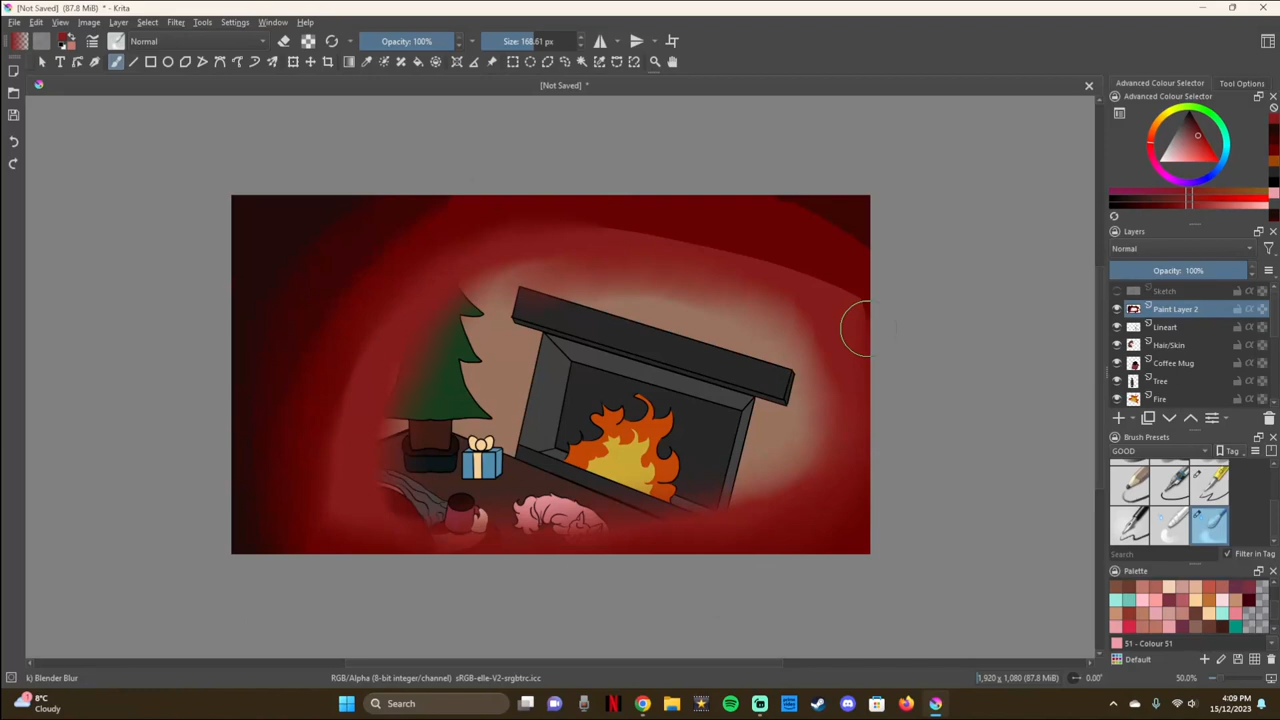 [Not Saved] (87.8 MiB) * - Krita
File Edit View Image Layer Select Filter Tools Settings Window Help
Normal Opacity: 100% Size: 168.61 px
[Not Saved] *
Advanced Colour Selector Tool Options
Advanced Colour Selector
Layers
Normal
Opacity: 100%
Sketch
Paint Layer 2
Lineart
Hair/Skin
Coffee Mug
Tree
Fire
Brush Presets
GOOD Tag
Search Filter in Tag
Palette
51 - Colour 51
Default
k) Blender Blur RGB/Alpha (8-bit integer/channel) sRGB-elle-V2-srgbtrc.icc 1,920 x 1,080 (87.8 MiB) 0.00° 50.0%
8°C
Cloudy
Search
4:09 PM
15/12/2023